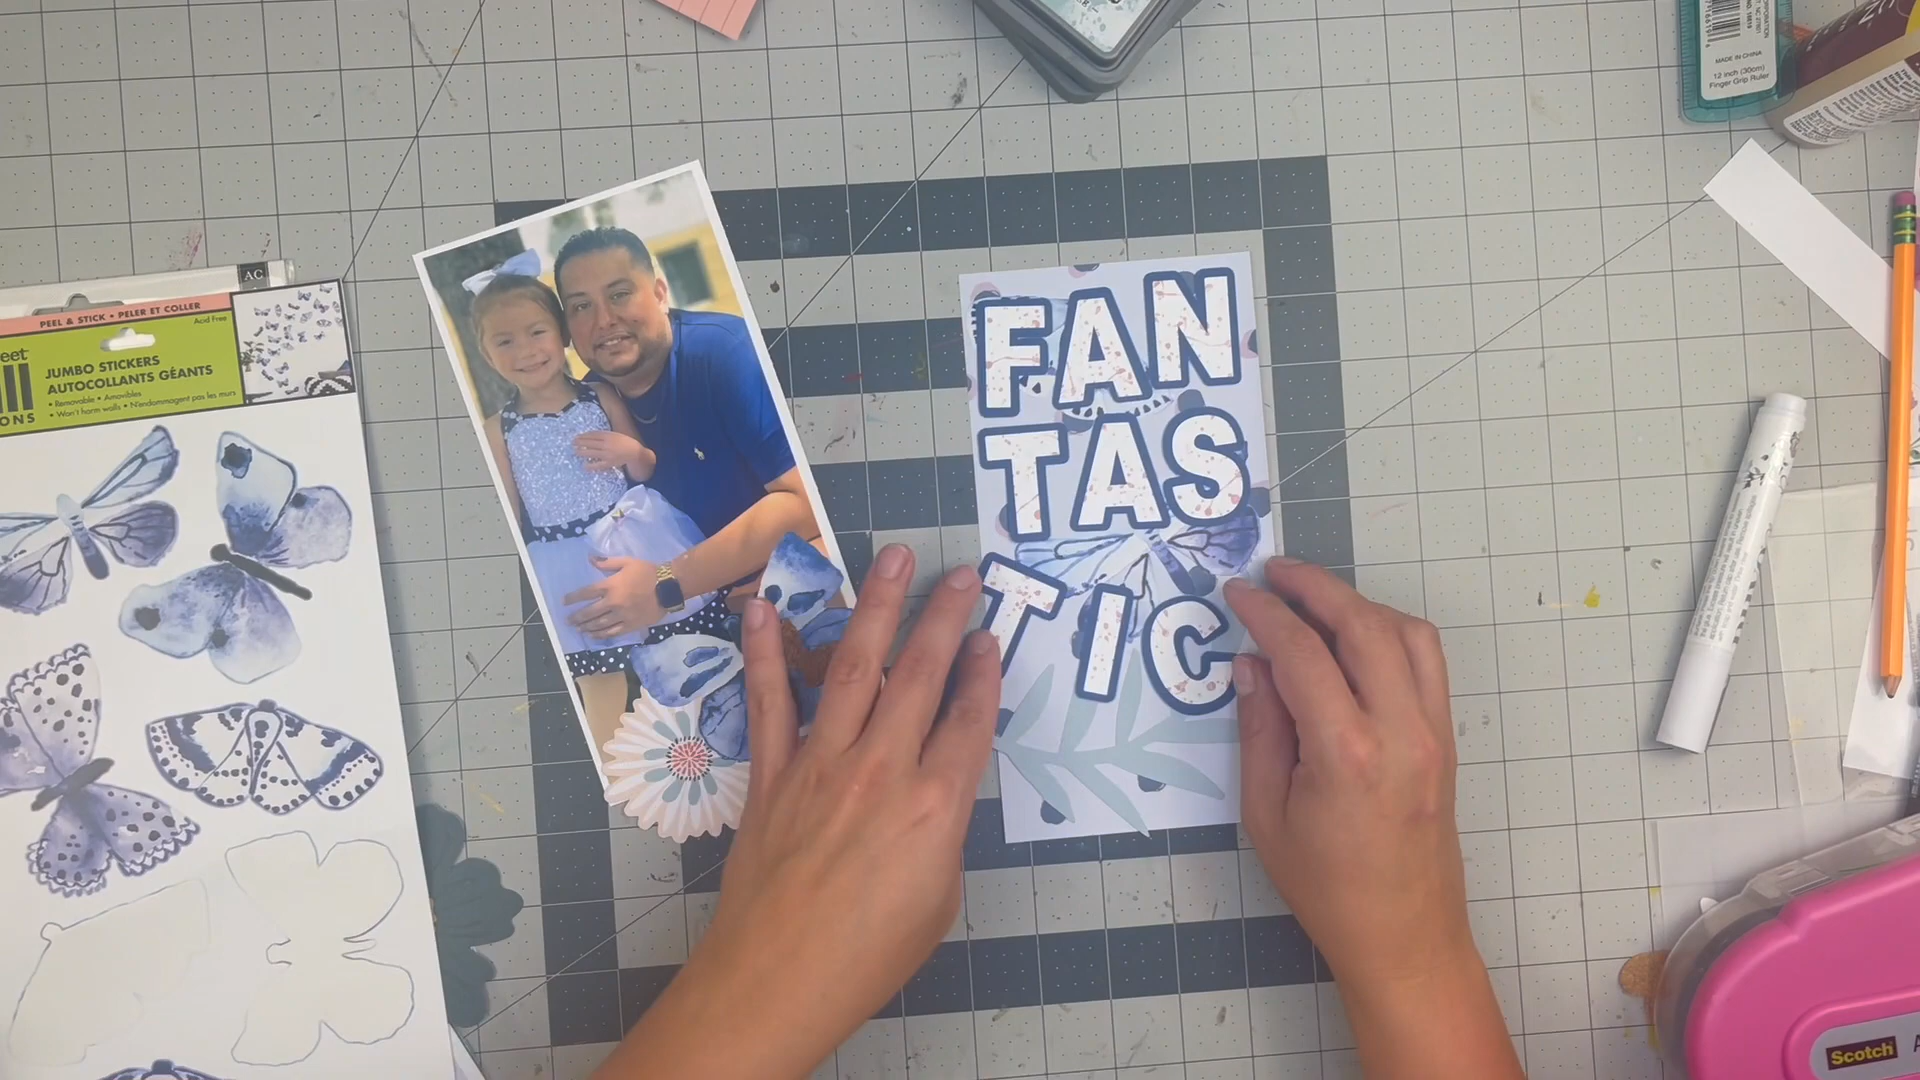 AC
PEEL & STICK • PELER ET COLLER
Acid Free
JUMBO STICKERS
AUTOCOLLANTS GÉANTS
• Removable • Amovibles
• Won't harm walls • N'endommagent pas les murs
FAN
TAS
TIC
MADE IN CHINA
12 inch (30cm)
Finger Grip Ruler
Scotch